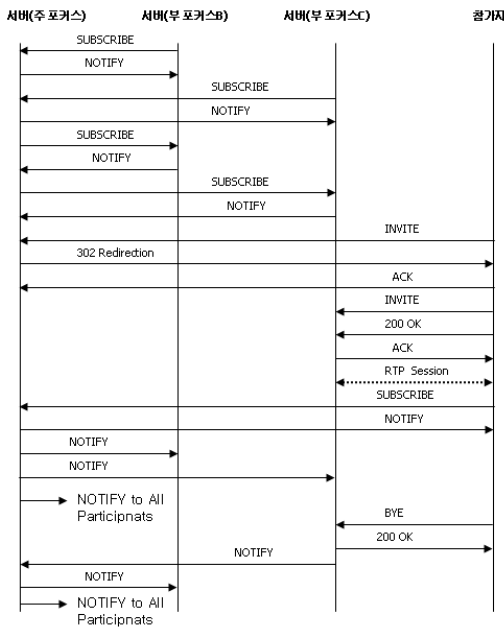 서버(주 포커스) 서버(부 포커스B) 서버(부 포커스C) 참가자
SUBSCRIBE
NOTIFY
SUBSCRIBE
NOTIFY
SUBSCRIBE
NOTIFY
SUBSCRIBE
NOTIFY
INVITE
302 Redirection
ACK
INVITE
200 OK
ACK
RTP Session
SUBSCRIBE
NOTIFY
NOTIFY
NOTIFY
NOTIFY to All
Participnats
BYE
200 OK
NOTIFY
NOTIFY
NOTIFY to All
Participnats